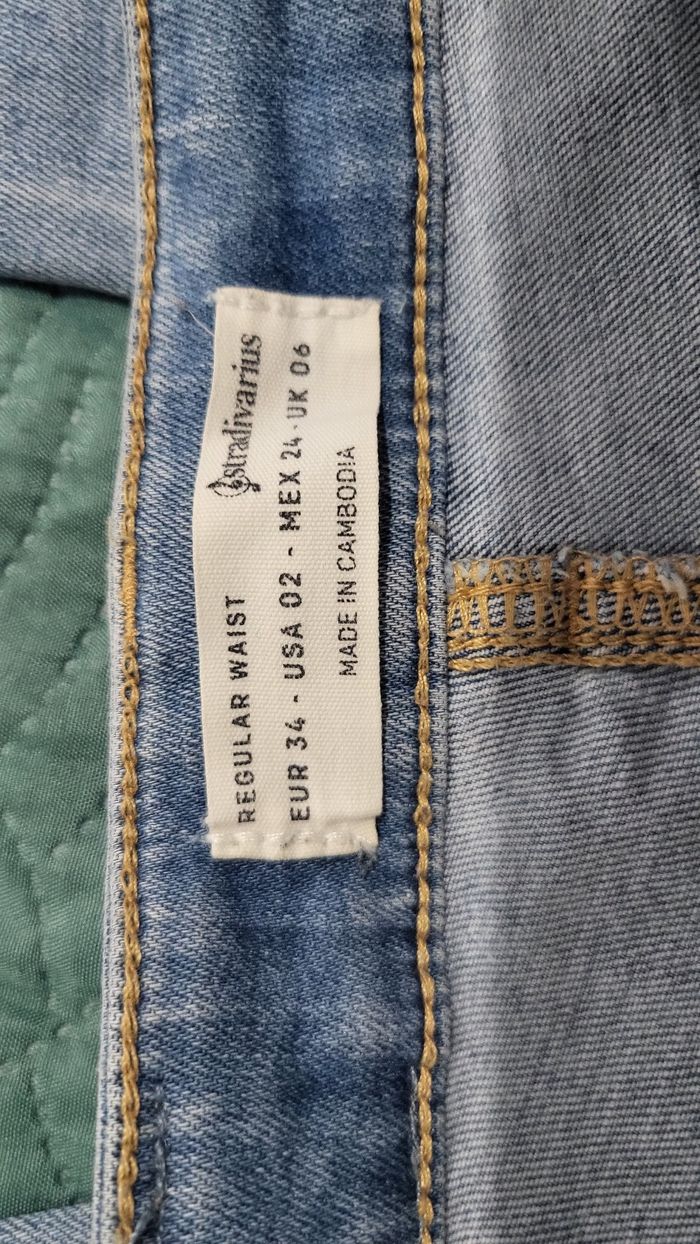 REGULAR WAIST stradivarius
EUR 34 - USA 02 - MEX 24 - UK 06
MADE IN CAMBODIA